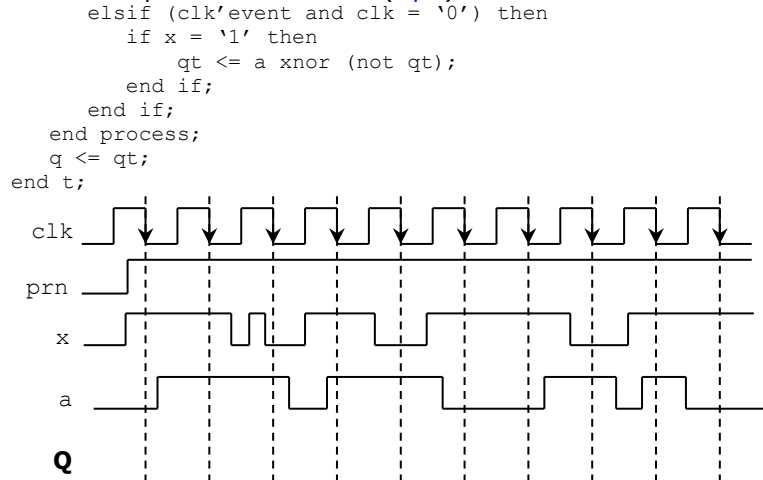 elsif (clk’event and clk = ‘0’) then
if x = ‘1’ then
qt <= a xnor (not qt);
end if;
end if;
end process;
q <= qt;
end t;
clk
prn
x
a
Q